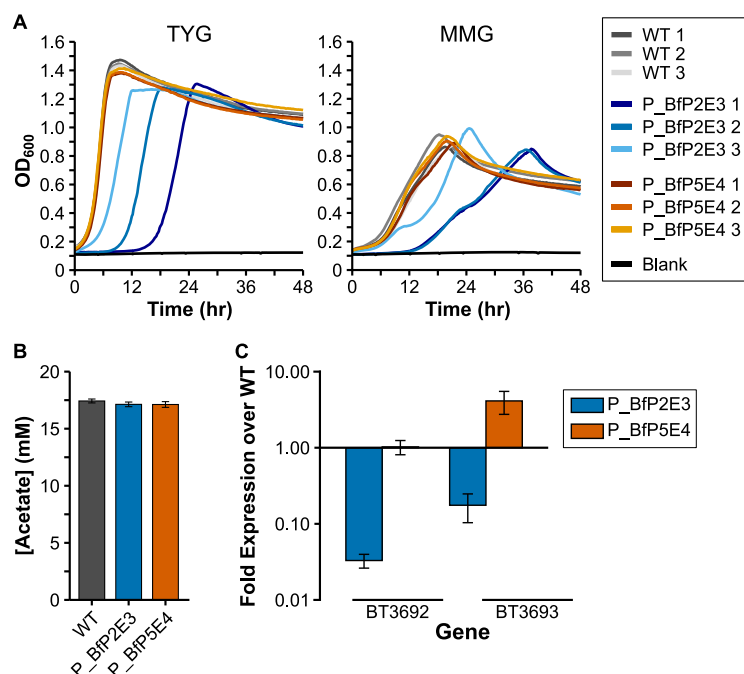 A
TYG
MMG
OD600
1.6
1.4
1.2
1.0
0.8
0.6
0.4
0.2
0
0 12 24 36 48
Time (hr)
1.6
1.4
1.2
1.0
0.8
0.6
0.4
0.2
0
0 12 24 36 48
Time (hr)
WT 1
WT 2
WT 3
P_BfP2E3 1
P_BfP2E3 2
P_BfP2E3 3
P_BfP5E4 1
P_BfP5E4 2
P_BfP5E4 3
Blank
B
[Acetate] (mM)
20
15
10
5
0
WT
P_BfP2E3
P_BfP5E4
C
Fold Expression over WT
10.00
1.00
0.10
0.01
BT3692
BT3693
Gene
P_BfP2E3
P_BfP5E4